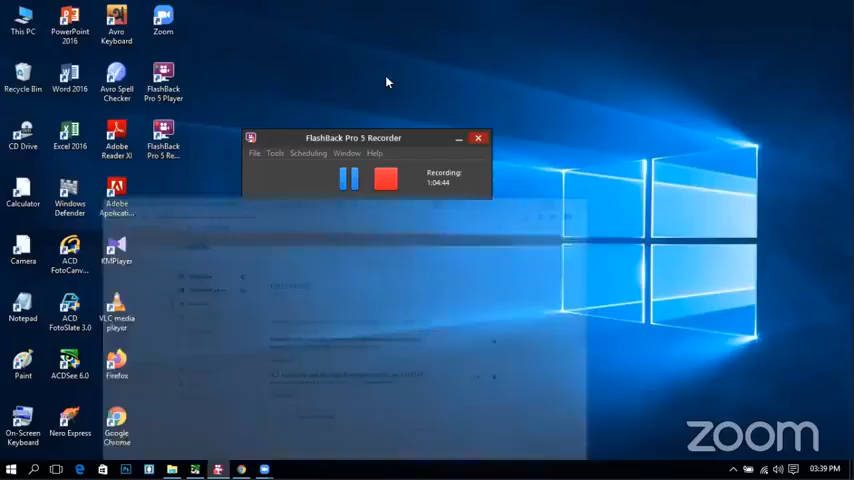 This PC
PowerPoint
2016
Avro
Keyboard
Zoom
Recycle Bin
Word 2016
Avro Spell
Checker
FlashBack
Pro 5 Player
CD Drive
Excel 2016
Adobe
Reader XI
FlashBack
Pro 5 Re...
Calculator
Windows
Defender
Adobe
Applicati...
Camera
ACD
FotoCanv...
KMPlayer
Notepad
ACD
FotoSlate 3.0
VLC media
player
Paint
ACDSee 6.0
Firefox
On-Screen
Keyboard
Nero Express
Google
Chrome
FlashBack Pro 5 Recorder
File Tools Scheduling Window Help
Recording:
1:04:44
zoom
03:39 PM